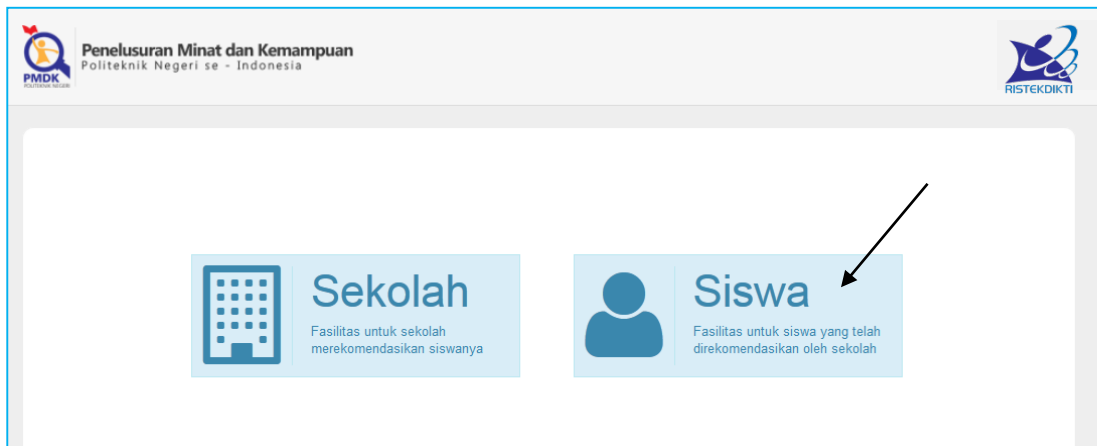 Penelusuran Minat dan Kemampuan
Politeknik Negeri se - Indonesia
PMDK
POLITEKNIK NEGERI
RISTEKDIKTI
Sekolah
Fasilitas untuk sekolah
merekomendasikan siswanya
Siswa
Fasilitas untuk siswa yang telah
direkomendasikan oleh sekolah